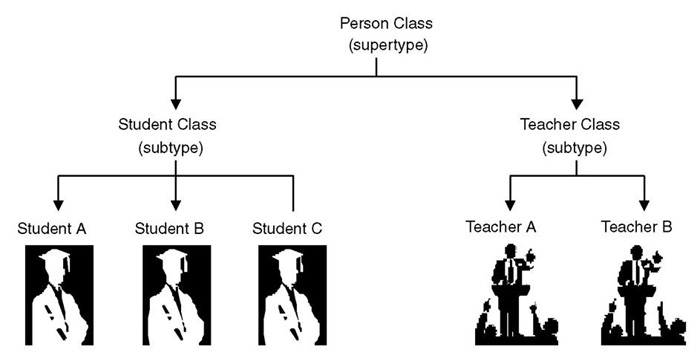 Person Class
(supertype)
Student Class
(subtype)
Teacher Class
(subtype)
Student A
Student B
Student C
Teacher A
Teacher B